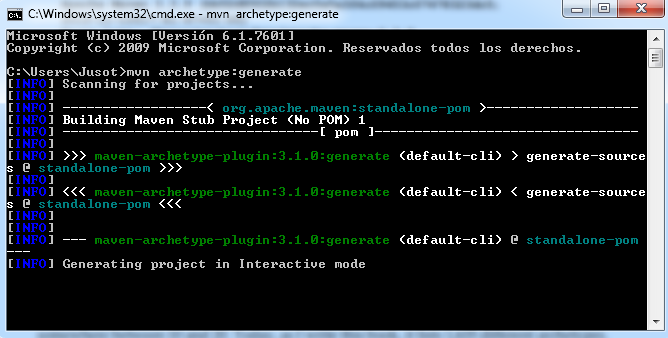 C:\Windows\system32\cmd.exe - mvn archetype:generate
Microsoft Windows [Versión 6.1.7601]
Copyright (c) 2009 Microsoft Corporation. Reservados todos los derechos.
C:\Users\Jusot>mvn archetype:generate
[INFO] Scanning for projects...
[INFO]
[INFO] ------------------< org.apache.maven:standalone-pom >-------------------
[INFO] Building Maven Stub Project (No POM) 1
[INFO] --------------------------------[ pom ]---------------------------------
[INFO]
[INFO] >>> maven-archetype-plugin:3.1.0:generate (default-cli) > generate-source
s @ standalone-pom >>>
[INFO]
[INFO] <<< maven-archetype-plugin:3.1.0:generate (default-cli) < generate-source
s @ standalone-pom <<<
[INFO]
[INFO]
[INFO] --- maven-archetype-plugin:3.1.0:generate (default-cli) @ standalone-pom
---
[INFO] Generating project in Interactive mode